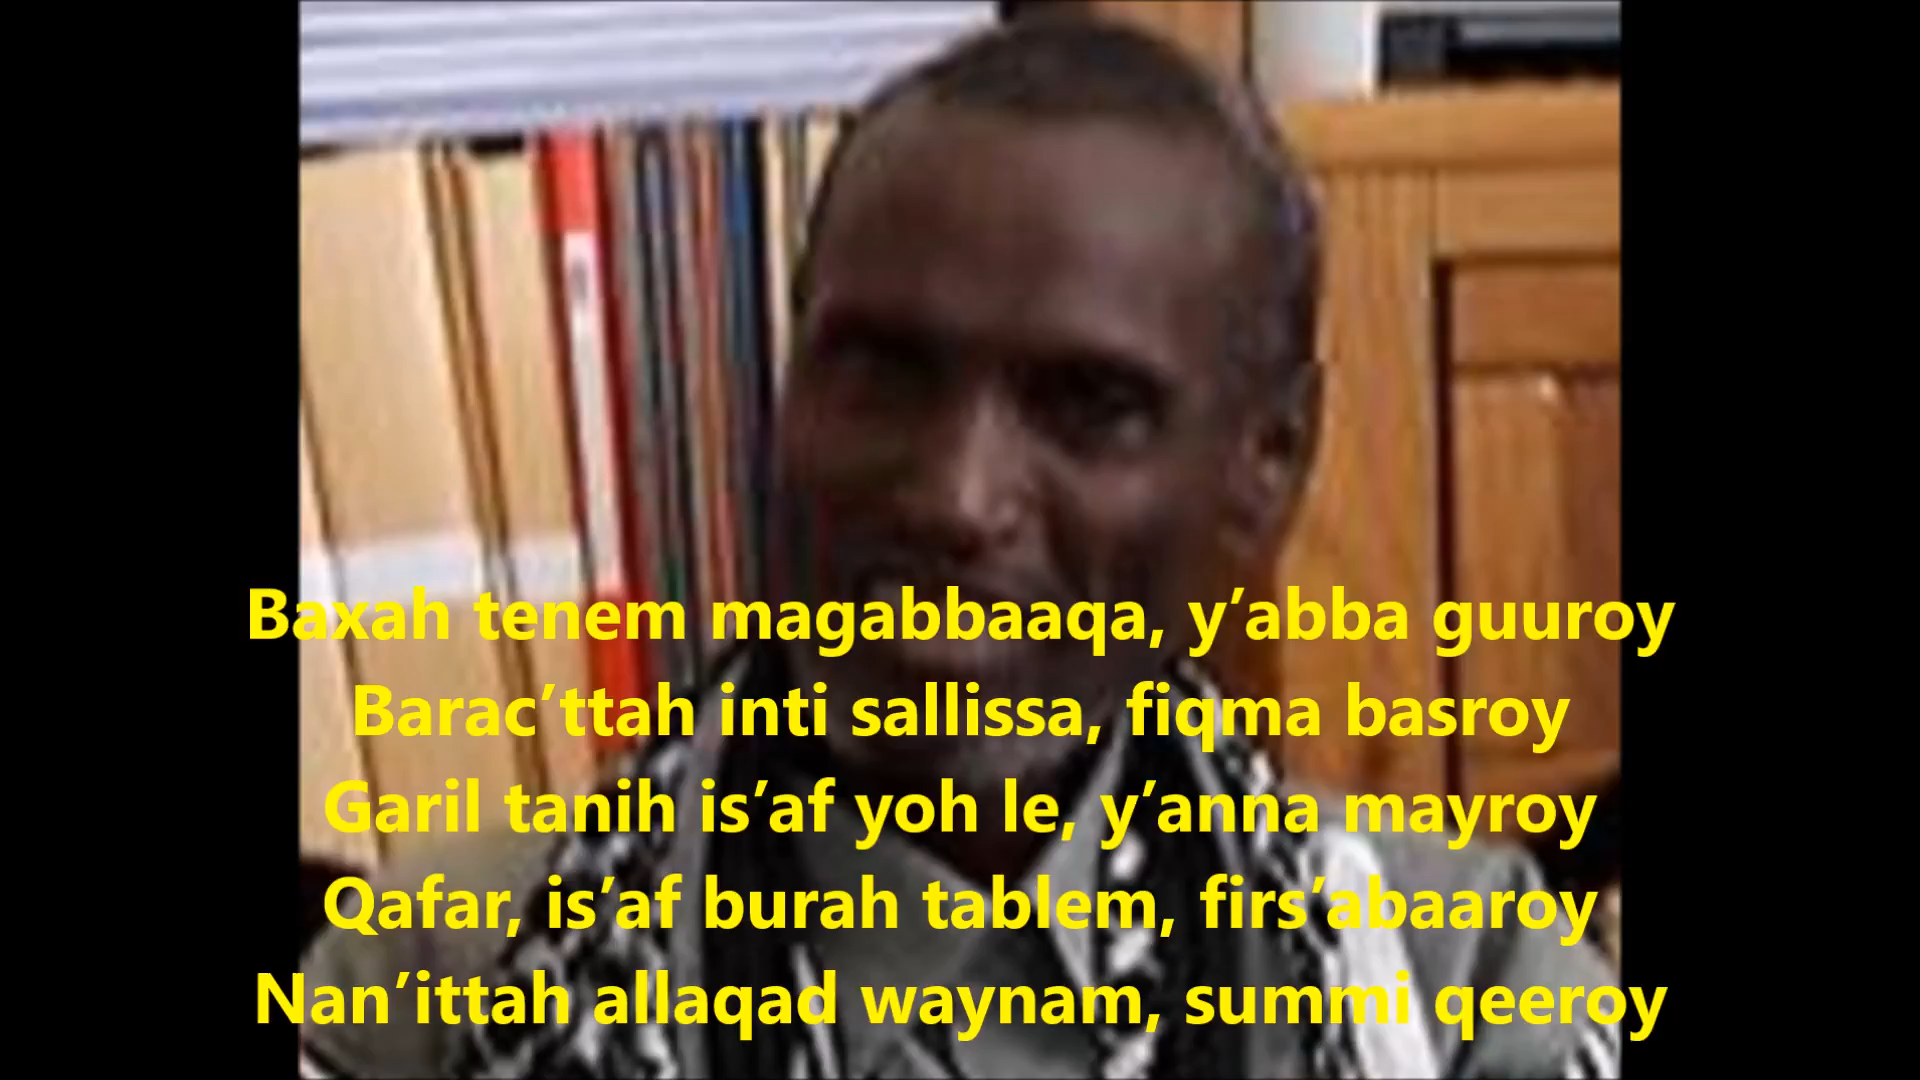 Baxah tenem magabbaaqa, y’abba guuroy
Barac’ttah inti sallissa, fiqma basroy
Garil tanih is’af yoh le, y’anna mayroy
Qafar, is’af burah tablem, firs’abaaroy
Nan’ittah allaqad waynam, summi qeeroy